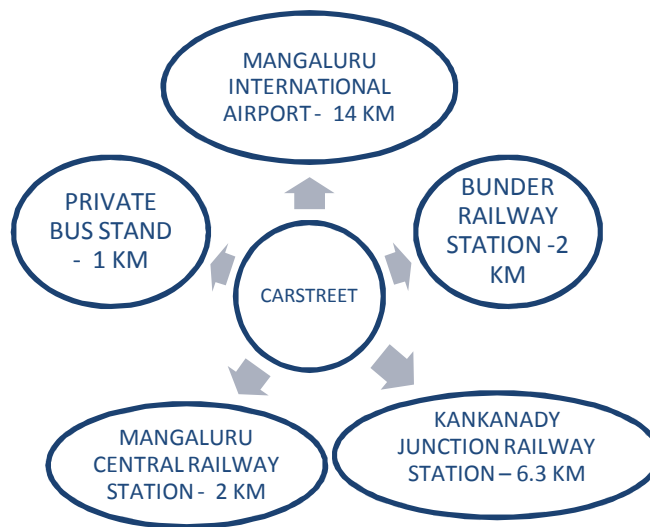 MANGALURU
INTERNATIONAL
AIRPORT - 14 KM
PRIVATE
BUS STAND
- 1 KM
BUNDER
RAILWAY
STATION -2
KM
CARSTREET
MANGALURU
CENTRAL RAILWAY
STATION - 2 KM
KANKANADY
JUNCTION RAILWAY
STATION – 6.3 KM